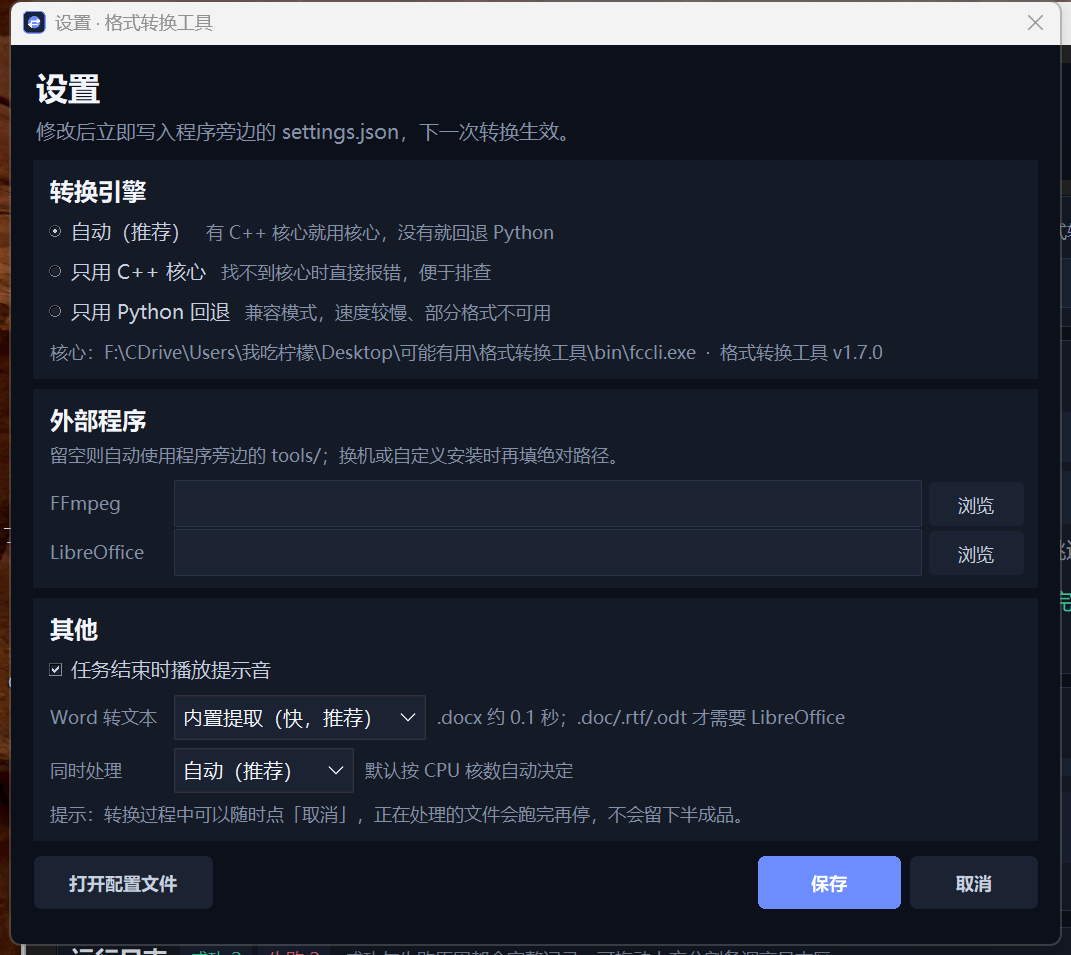 设置 · 格式转换工具
设置
修改后立即写入程序旁边的 settings.json，下一次转换生效。
转换引擎
自动（推荐） 有 C++ 核心就用核心，没有就回退 Python
只用 C++ 核心 找不到核心时直接报错，便于排查
只用 Python 回退 兼容模式，速度较慢、部分格式不可用
核心：F:\CDrive\Users\我吃柠檬\Desktop\可能有用\格式转换工具\bin\fccli.exe · 格式转换工具 v1.7.0
外部程序
留空则自动使用程序旁边的 tools/；换机或自定义安装时再填绝对路径。
FFmpeg 浏览
LibreOffice 浏览
其他
任务结束时播放提示音
Word 转文本 内置提取（快，推荐） .docx 约 0.1 秒；.doc/.rtf/.odt 才需要 LibreOffice
同时处理 自动（推荐） 默认按 CPU 核数自动决定
提示：转换过程中可以随时点「取消」，正在处理的文件会跑完再停，不会留下半成品。
打开配置文件 保存 取消